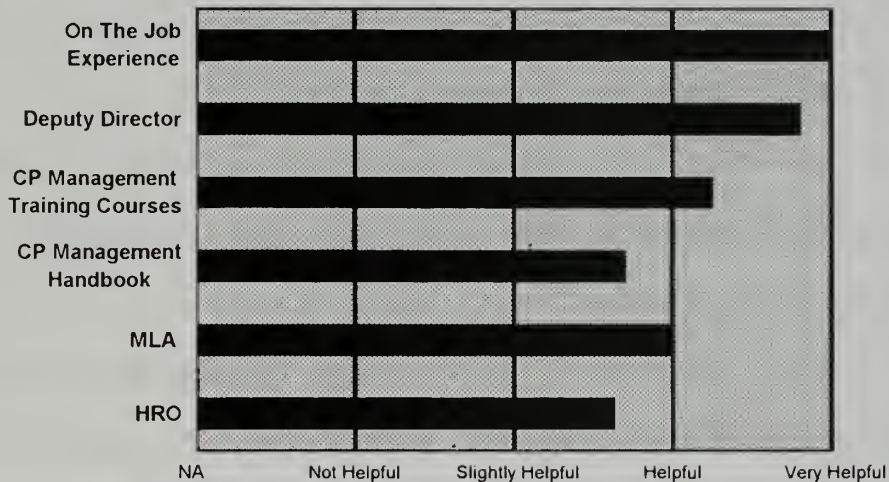 On The Job
Experience
Deputy Director
CP Management
Training Courses
CP Management
Handbook
MLA
HRO
NA Not Helpful Slightly Helpful Helpful Very Helpful